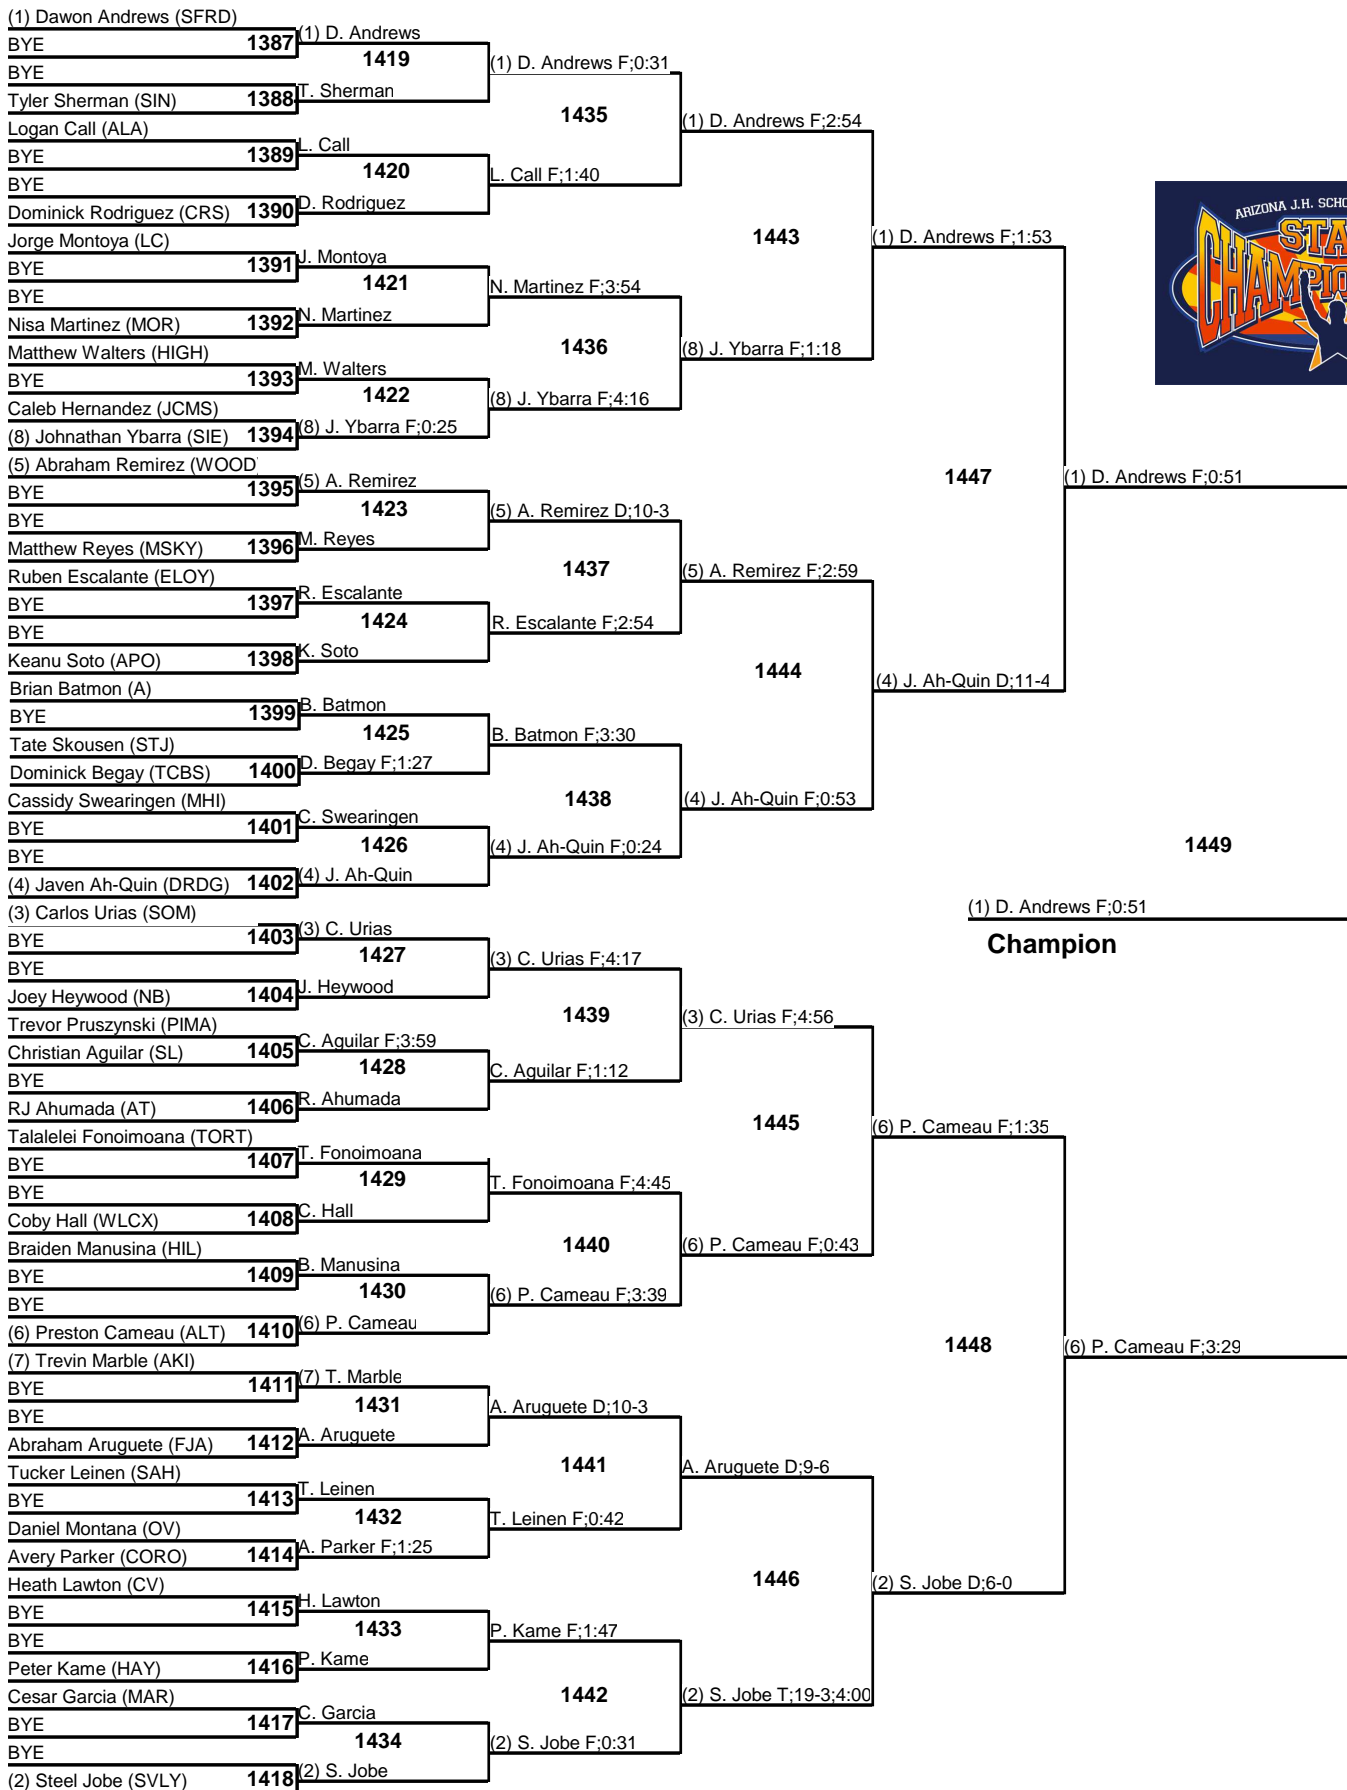 (1) Dawon Andrews (SFRD)
BYE
1387
BYE
Tyler Sherman (SIN)
1388
Logan Call (ALA)
BYE
1389
BYE
Dominick Rodriguez (CRS)
1390
Jorge Montoya (LC)
BYE
1391
BYE
Nisa Martinez (MOR)
1392
Matthew Walters (HIGH)
BYE
1393
Caleb Hernandez (JCMS)
(8) Johnathan Ybarra (SIE)
1394
(5) Abraham Remirez (WOOD)
BYE
1395
BYE
Matthew Reyes (MSKY)
1396
Ruben Escalante (ELOY)
BYE
1397
BYE
Keanu Soto (APO)
1398
Brian Batmon (A)
BYE
1399
Tate Skousen (STJ)
Dominick Begay (TCBS)
1400
Cassidy Swearingen (MHI)
BYE
1401
BYE
(4) Javen Ah-Quin (DRDG)
1402
(3) Carlos Urias (SOM)
BYE
1403
BYE
Joey Heywood (NB)
1404
Trevor Pruszynski (PIMA)
Christian Aguilar (SL)
1405
BYE
RJ Ahumada (AT)
1406
Talalelei Fonoimoana (TORT)
BYE
1407
BYE
Coby Hall (WLCX)
1408
Braiden Manusina (HIL)
BYE
1409
BYE
(6) Preston Cameau (ALT)
1410
(7) Trevin Marble (AKI)
BYE
1411
BYE
Abraham Aruguete (FJA)
1412
Tucker Leinen (SAH)
BYE
1413
Daniel Montana (OV)
Avery Parker (CORO)
1414
Heath Lawton (CV)
BYE
1415
BYE
Peter Kame (HAY)
1416
Cesar Garcia (MAR)
BYE
1417
BYE
(2) Steel Jobe (SVLY)
1418
(1) D. Andrews
1419
T. Sherman
L. Call
1420
D. Rodriguez
J. Montoya
1421
N. Martinez
M. Walters
1422
(8) J. Ybarra F;0:25
(5) A. Remirez
1423
M. Reyes
R. Escalante
1424
K. Soto
B. Batmon
1425
D. Begay F;1:27
C. Swearingen
1426
(4) J. Ah-Quin
(3) C. Urias
1427
J. Heywood
C. Aguilar F;3:59
1428
R. Ahumada
T. Fonoimoana
1429
C. Hall
B. Manusina
1430
(6) P. Cameau
(7) T. Marble
1431
A. Aruguete
T. Leinen
1432
A. Parker F;1:25
H. Lawton
1433
P. Kame
C. Garcia
1434
(2) S. Jobe
(1) D. Andrews F;0:31
1435
L. Call F;1:40
N. Martinez F;3:54
1436
(8) J. Ybarra F;4:16
(5) A. Remirez D;10-3
1437
R. Escalante F;2:54
B. Batmon F;3:30
1438
(4) J. Ah-Quin F;0:24
(3) C. Urias F;4:17
1439
C. Aguilar F;1:12
T. Fonoimoana F;4:45
1440
(6) P. Cameau F;3:39
A. Aruguete D;10-3
1441
T. Leinen F;0:42
P. Kame F;1:47
1442
(2) S. Jobe F;0:31
(1) D. Andrews F;2:54
1443
(8) J. Ybarra F;1:18
(5) A. Remirez F;2:59
1444
(4) J. Ah-Quin F;0:53
(3) C. Urias F;4:56
1445
(6) P. Cameau F;0:43
A. Aruguete D;9-6
1446
(2) S. Jobe T;19-3;4:00
(1) D. Andrews F;1:53
1447
(4) J. Ah-Quin D;11-4
(6) P. Cameau F;1:35
1448
(2) S. Jobe D;6-0
(1) D. Andrews F;0:51
1449
(6) P. Cameau F;3:29
(1) D. Andrews F;0:51
Champion
ARIZONA J.H. SCHO
STA
CHAMPIO